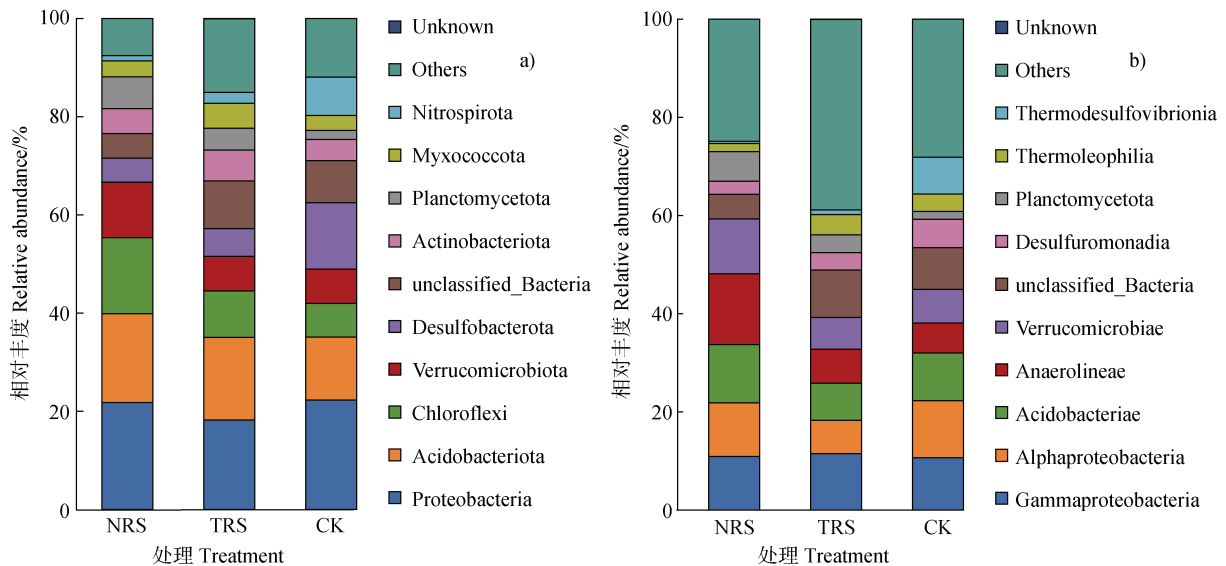 a)
100
80
60
40
20
0
相对丰度 Relative abundance/%
NRS TRS CK
处理 Treatment
Unknown
Others
Nitrospirota
Myxococcota
Planctomycetota
Actinobacteriota
unclassified_Bacteria
Desulfobacterota
Verrucomicrobiota
Chloroflexi
Acidobacteriota
Proteobacteria
b)
100
80
60
40
20
0
相对丰度 Relative abundance/%
NRS TRS CK
处理 Treatment
Unknown
Others
Thermodesulfovibrionia
Thermoleophilia
Planctomycetota
Desulfuromonadia
unclassified_Bacteria
Verrucomicrobiae
Anaerolineae
Acidobacteriae
Alphaproteobacteria
Gammaproteobacteria